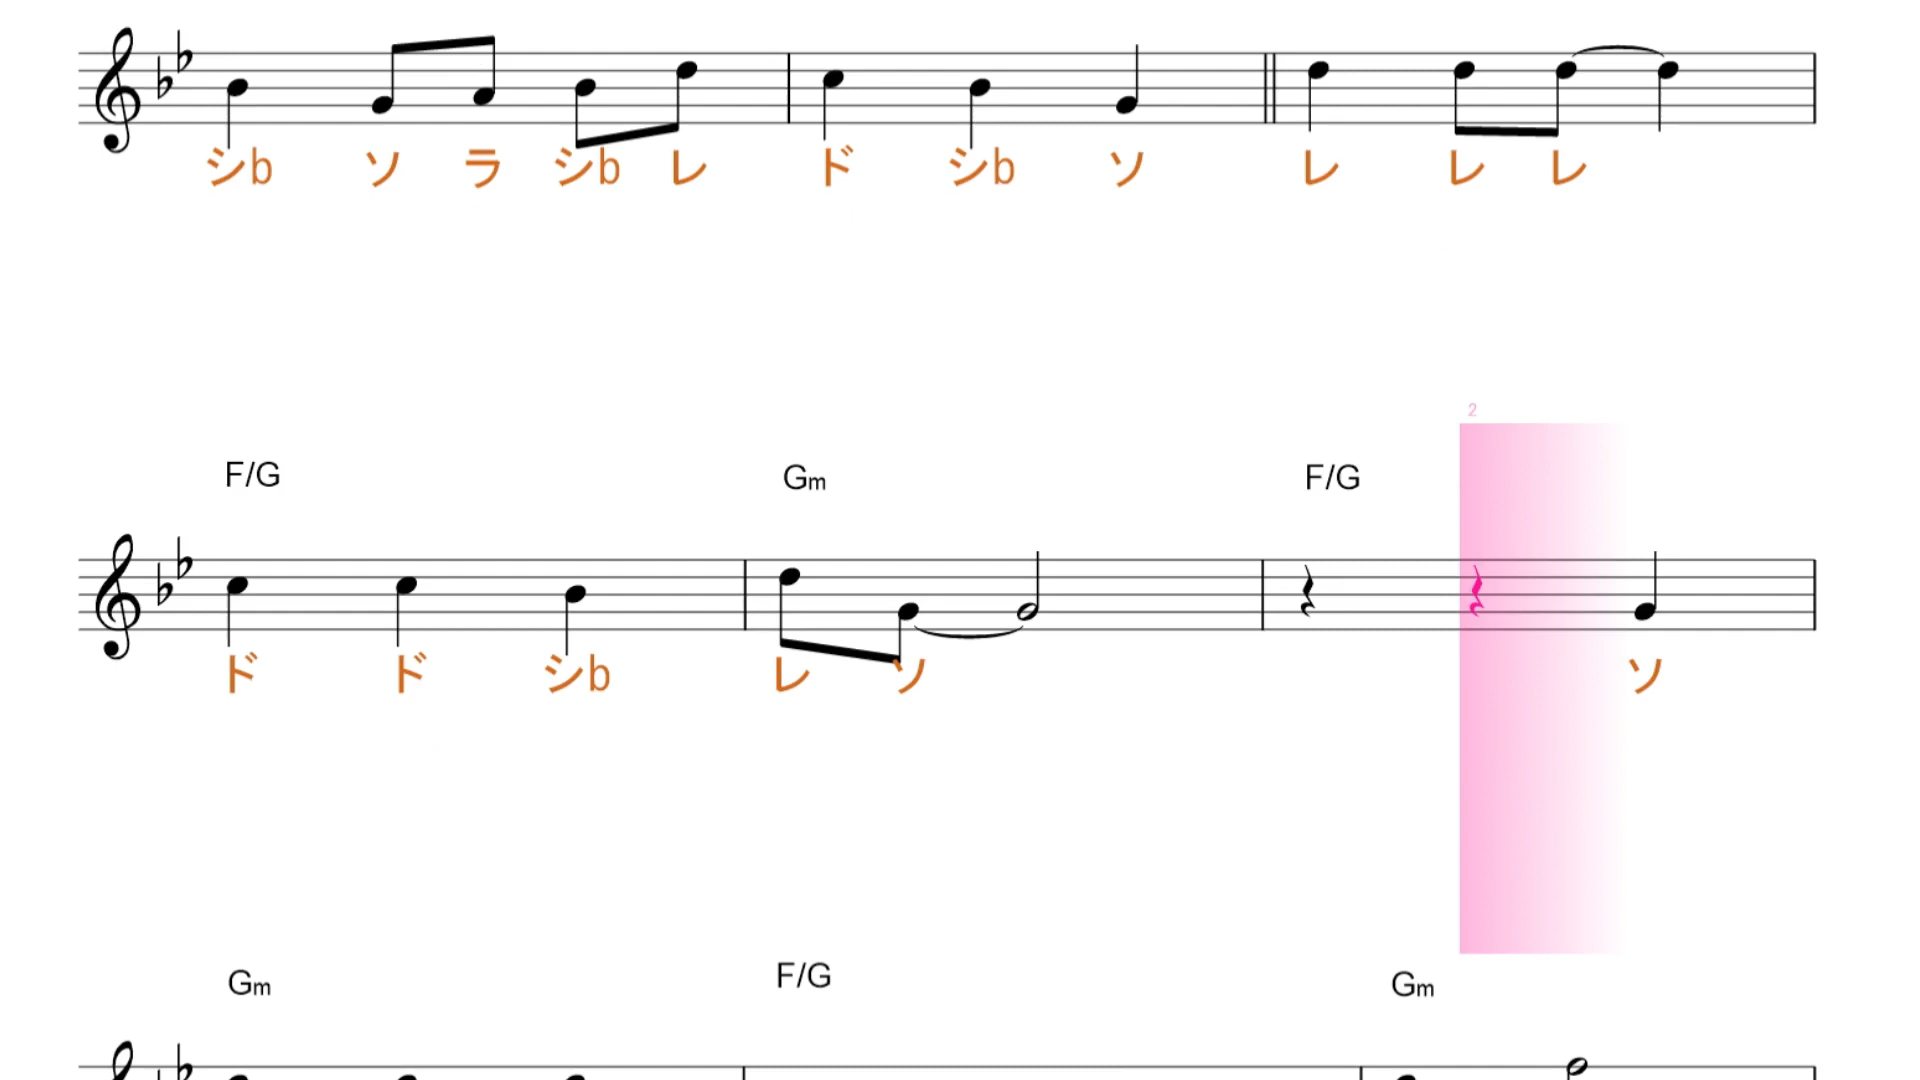 シb ソ ラ シb レ ド シb ソ レ レ レ
2
F/G Gm F/G
ド ド シb レ ソ ソ
Gm F/G Gm